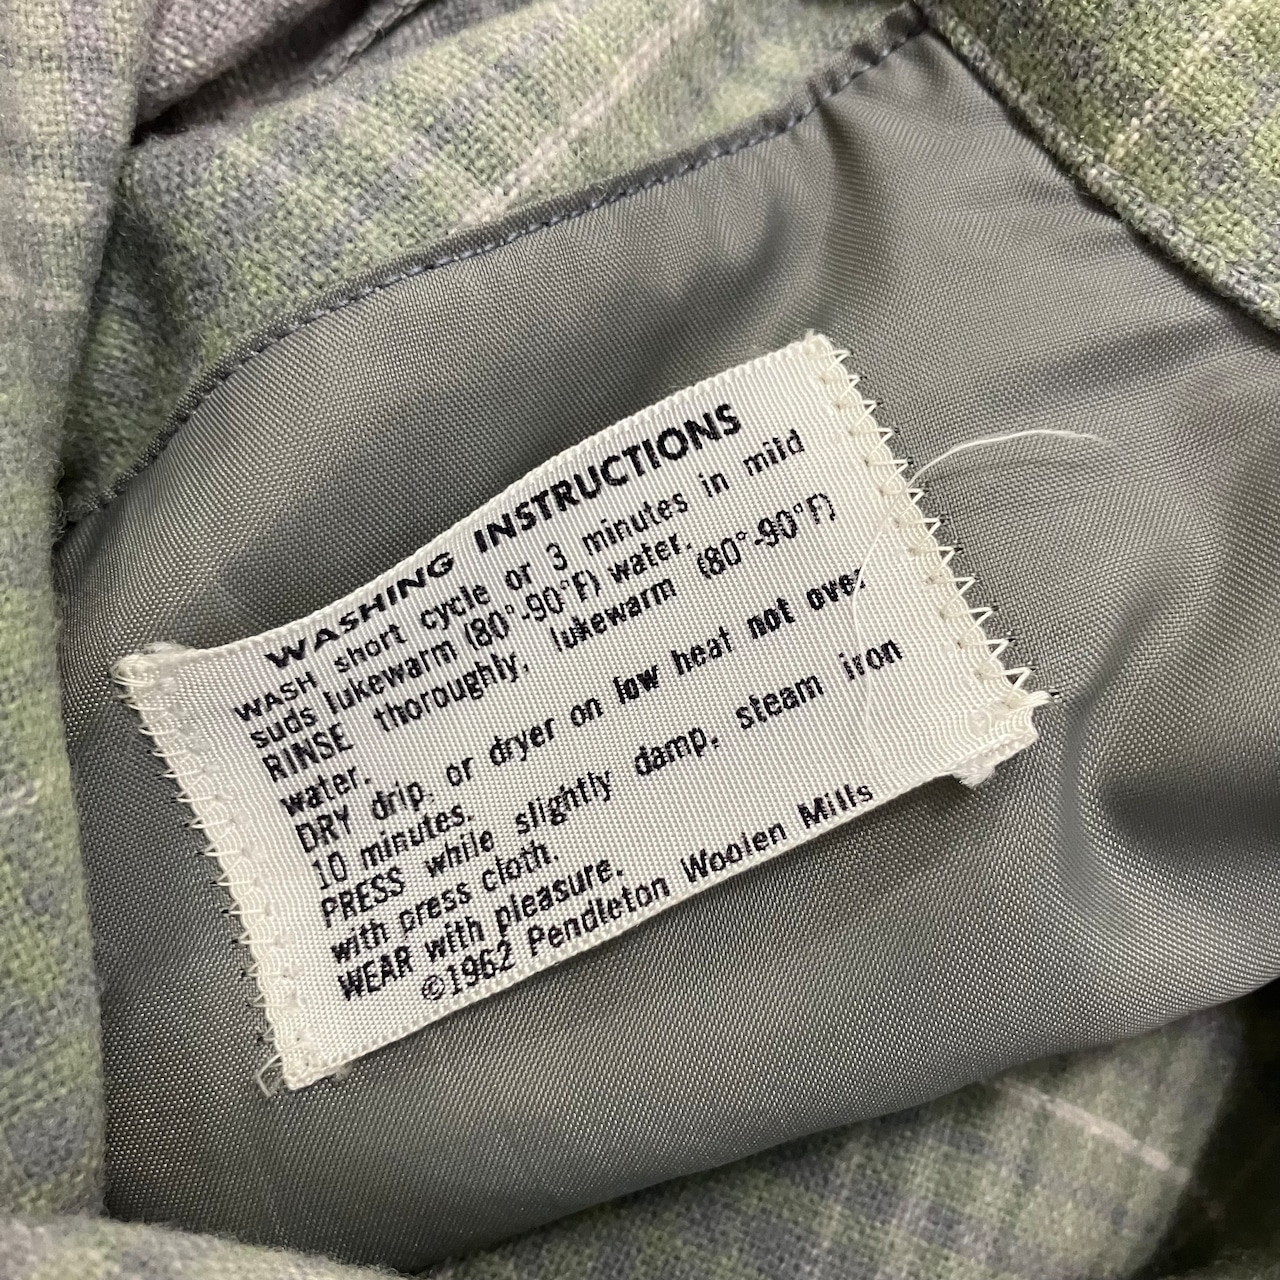 WASHING INSTRUCTIONS
WASH short cycle or 3 minutes in mild
suds lukewarm (80°-90°F) water.
RINSE thoroughly, lukewarm (80°-90°F)
water.
DRY drip, or dryer on low heat not over
10 minutes.
PRESS while slightly damp, steam iron
with press cloth.
WEAR with pleasure.
©1962 Pendleton Woolen Mills